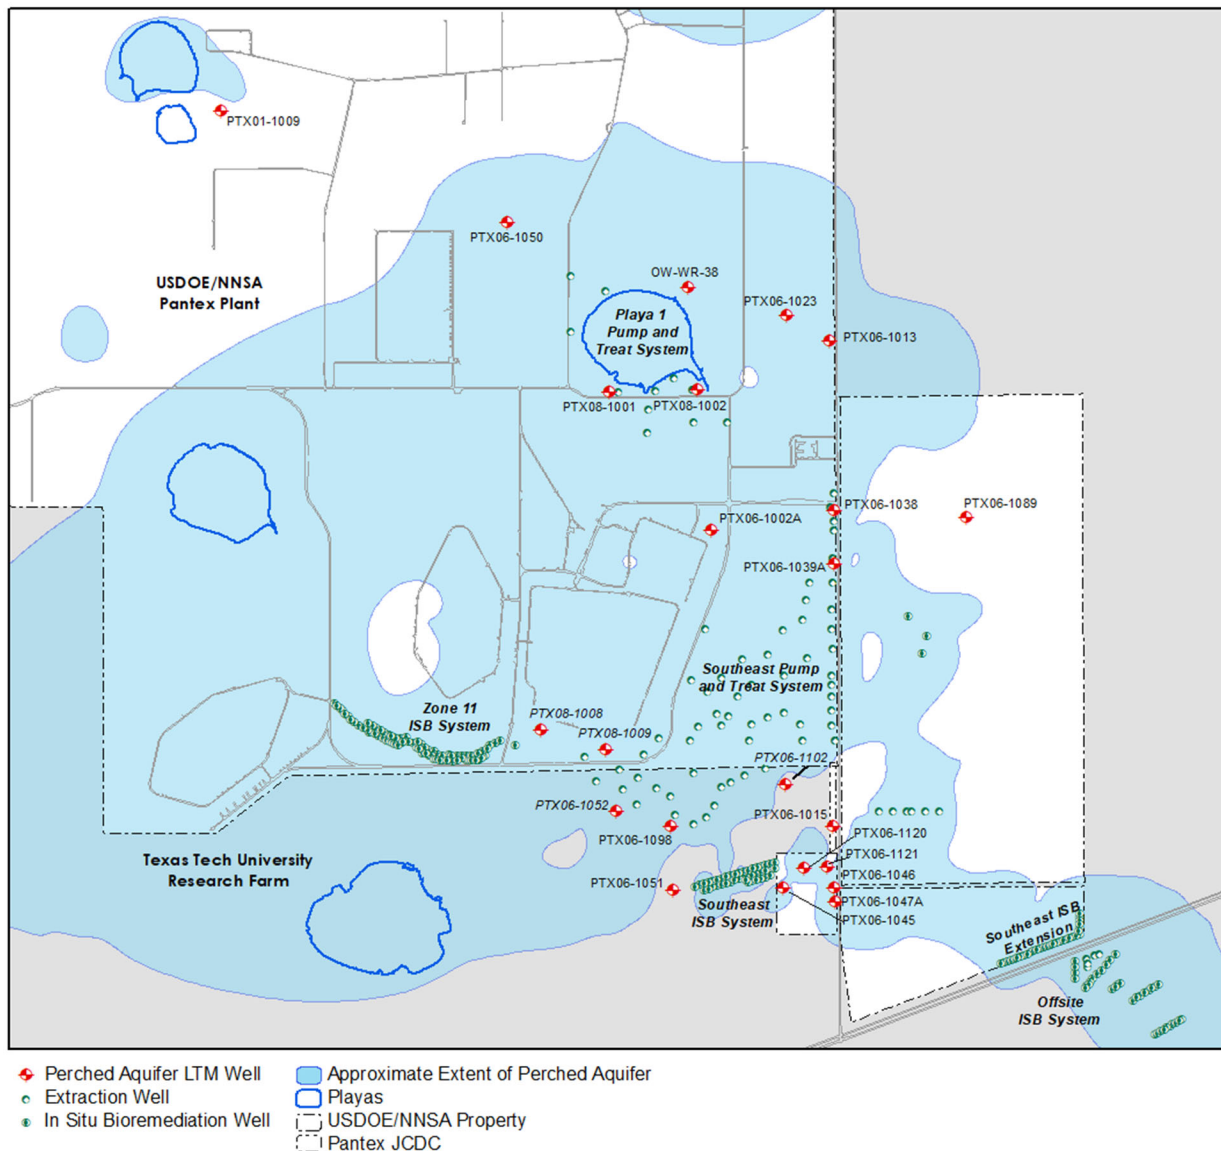 PTX01-1009
PTX06-1050
USDOE/NNSA
Pantex Plant
OW-WR-38
PTX06-1023
Playa 1
Pump and
Treat System
PTX06-1013
PTX08-1001
PTX08-1002
PTX06-1038
PTX06-1089
PTX06-1002A
PTX06-1039A
Southeast Pump
and Treat System
Zone 11
ISB System
PTX08-1008
PTX08-1009
PTX06-1102
PTX06-1052
PTX06-1015
PTX06-1098
PTX06-1120
PTX06-1121
Texas Tech University
Research Farm
PTX06-1046
PTX06-1051
PTX06-1047A
Southeast
ISB System
PTX06-1045
Southeast ISB
Extension
Offsite
ISB System
Perched Aquifer LTM Well
Extraction Well
In Situ Bioremediation Well
Approximate Extent of Perched Aquifer
Playas
USDOE/NNSA Property
Pantex JCDC